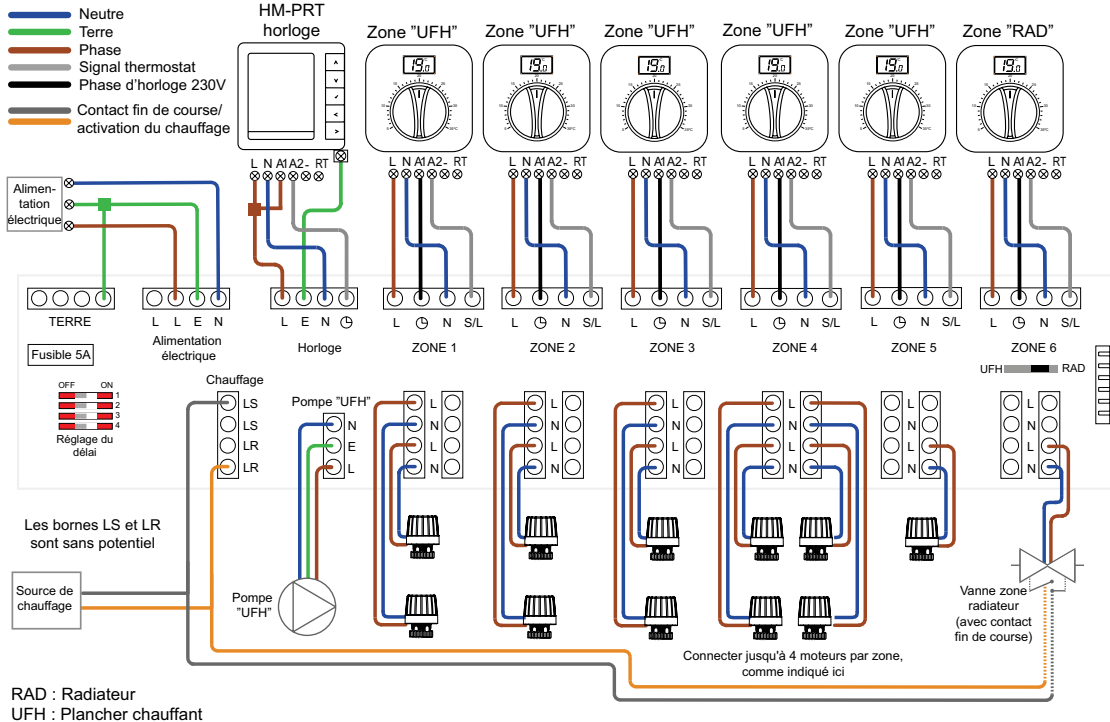 Neutre
Terre
Phase
Signal thermostat
Phase d'horloge 230V
Contact fin de course/
activation du chauffage
HM-PRT
horloge
Zone "UFH"
Zone "UFH"
Zone "UFH"
Zone "UFH"
Zone "UFH"
Zone "RAD"
L N A1 A2 - RT
L N A1 A2 - RT
L N A1 A2 - RT
L N A1 A2 - RT
L N A1 A2 - RT
L N A1 A2 - RT
L N A1 A2 - RT
Alimen-
tation
électrique
TERRE
L L E N
Alimentation
électrique
L E N
Horloge
L N S/L
ZONE 1
L N S/L
ZONE 2
L N S/L
ZONE 3
L N S/L
ZONE 4
L N S/L
ZONE 5
L N S/L
ZONE 6
UFH RAD
Fusible 5A
OFF ON
1
2
3
4
Réglage du
délai
Chauffage
LS
LS
LR
LR
Pompe "UFH"
N
E
L
L
N
L
N
L
N
L
N
L
N
L
N
L
N
L
N
L
N
L
N
L
N
L
N
Les bornes LS et LR
sont sans potentiel
Source de
chauffage
Pompe
"UFH"
Connecter jusqu'à 4 moteurs par zone,
comme indiqué ici
Vanne zone
radiateur
(avec contact
fin de course)
RAD : Radiateur
UFH : Plancher chauffant